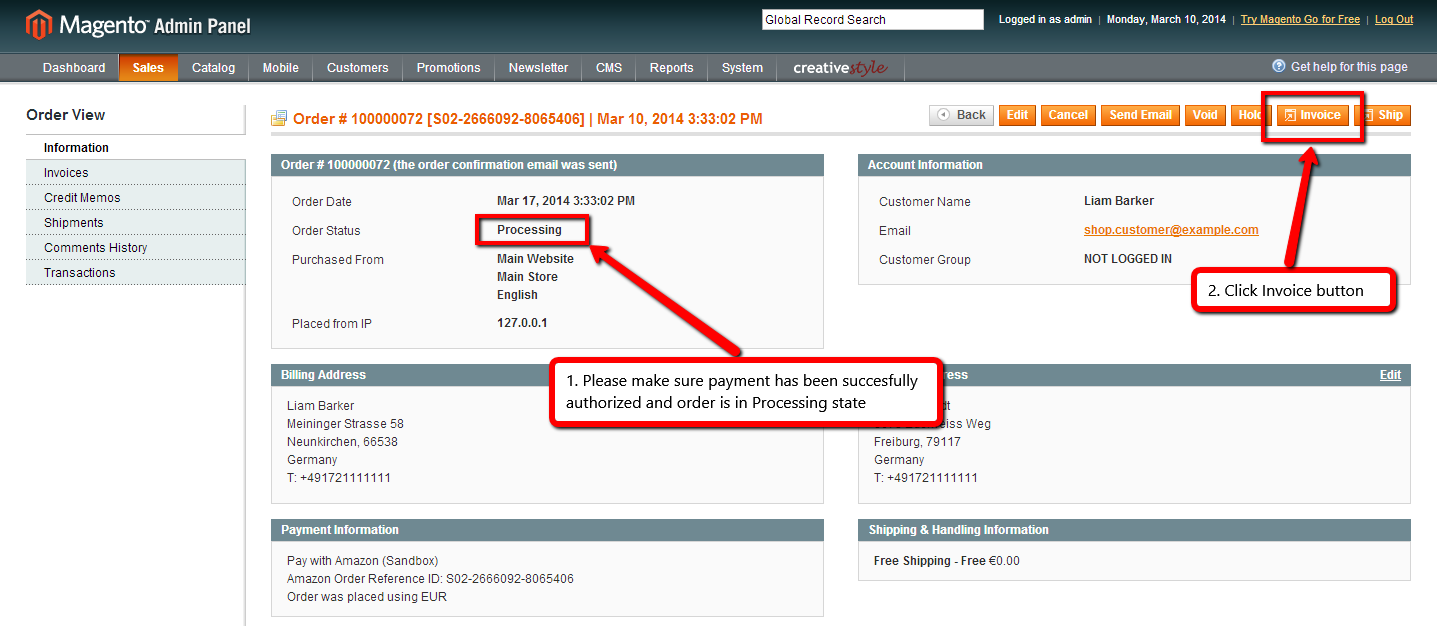 Magento™ Admin Panel
Global Record Search
Logged in as admin | Monday, March 10, 2014 | Try Magento Go for Free | Log Out
Dashboard Sales Catalog Mobile Customers Promotions Newsletter CMS Reports System creativestyle
Get help for this page
Order View
Information
Invoices
Credit Memos
Shipments
Comments History
Transactions
Order # 100000072 [S02-2666092-8065406] | Mar 10, 2014 3:33:02 PM
Back Edit Cancel Send Email Void Hold Invoice Ship
Order # 100000072 (the order confirmation email was sent)
Order Date Mar 17, 2014 3:33:02 PM
Order Status Processing
Purchased From Main Website
Main Store
English
Placed from IP 127.0.0.1
Account Information
Customer Name Liam Barker
Email shop.customer@example.com
Customer Group NOT LOGGED IN
2. Click Invoice button
1. Please make sure payment has been succesfully
authorized and order is in Processing state
Billing Address
Liam Barker
Meininger Strasse 58
Neunkirchen, 66538
Germany
T: +491721111111
Edit
Weg
Freiburg, 79117
Germany
T: +491721111111
Payment Information
Pay with Amazon (Sandbox)
Amazon Order Reference ID: S02-2666092-8065406
Order was placed using EUR
Shipping & Handling Information
Free Shipping - Free €0.00